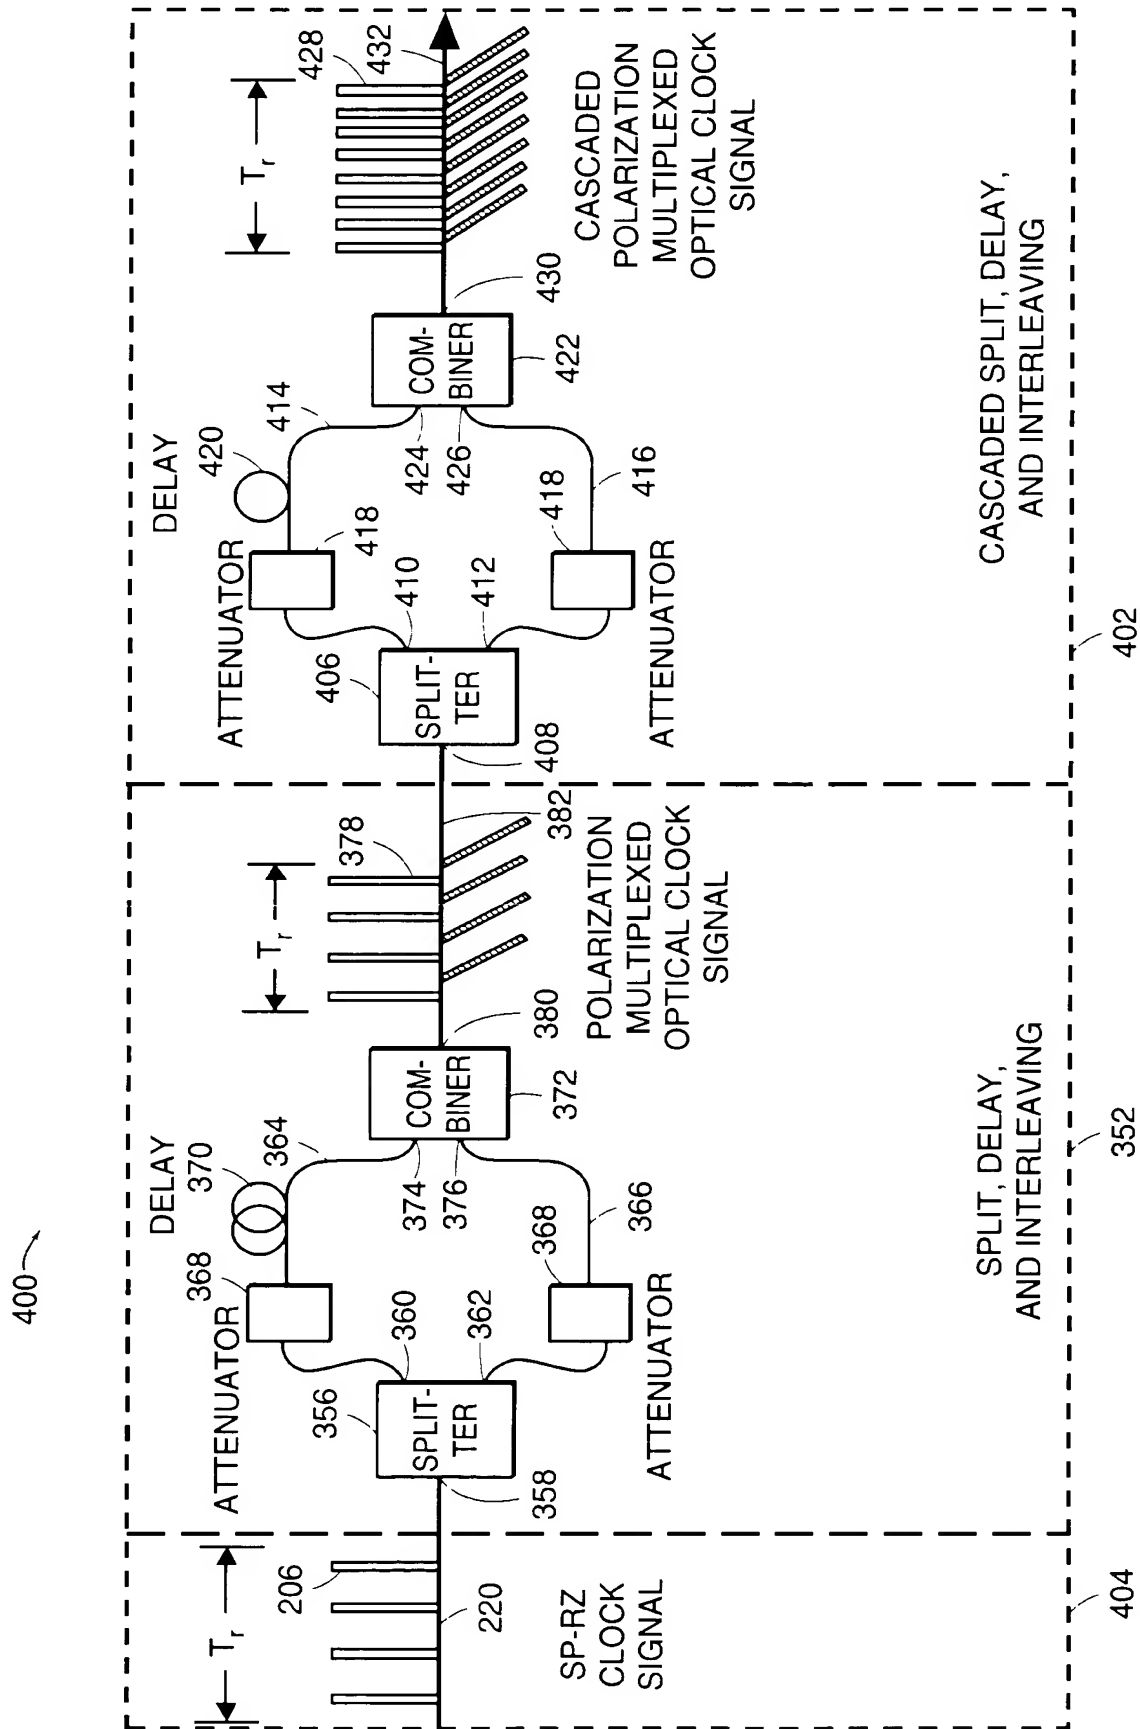 400
T_r
206
220
SP-RZ
CLOCK
SIGNAL
404
ATTENUATOR
368
DELAY
370
364
356
360
SPLIT-
TER
358
362
368
366
ATTENUATOR
374
376
COM-
BINER
372
380
T_r
378
382
POLARIZATION
MULTIPLEXED
OPTICAL CLOCK
SIGNAL
SPLIT, DELAY,
AND INTERLEAVING
352
ATTENUATOR
418
DELAY
420
414
406
410
SPLIT-
TER
408
412
418
416
ATTENUATOR
424
426
COM-
BINER
422
430
T_r
428
432
CASCADED
POLARIZATION
MULTIPLEXED
OPTICAL CLOCK
SIGNAL
CASCADED SPLIT, DELAY,
AND INTERLEAVING
402